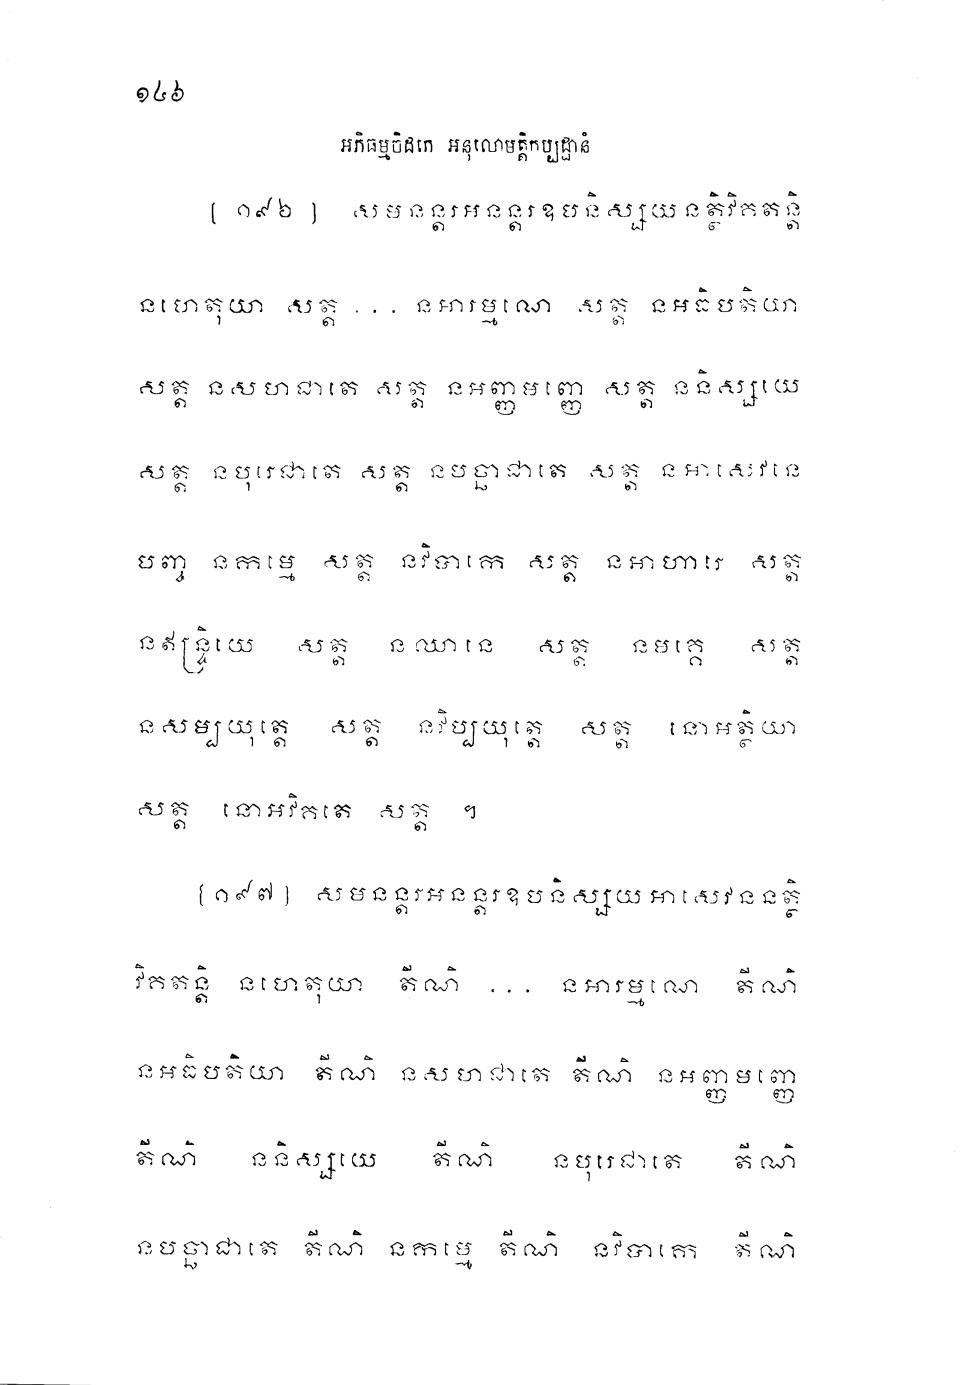 ១៤៦
អភិធម្មបិដកេ អនុលោមត្តិកប្បដ្ឋានំ
[ ១៩៦ ] សមនន្តរអនន្តរឧបនិស្សយនត្ថិវិគតន្តិ
នហេតុយា សត្ត ... នអារម្មណេ សត្ត នអធិបតិយា
សត្ត នសហជាតេ សត្ត នអញ្ញមញ្ញេ សត្ត ននិស្សយេ
សត្ត នបុរេជាតេ សត្ត នបច្ឆាជាតេ សត្ត នអាសេវនេ
បញ្ច នកម្មេ សត្ត នវិបាកេ សត្ត នអាហារេ សត្ត
នឥន្ទ្រិយេ សត្ត នឈានេ សត្ត នមគ្គេ សត្ត
នសម្បយុត្តេ សត្ត នវិប្បយុត្តេ សត្ត នោអត្ថិយា
សត្ត នោអវិគតេ សត្ត ។
[១៩៧] សមនន្តរអនន្តរឧបនិស្សយអាសេវននត្ថិ
វិគតន្តិ នហេតុយា តីណិ ... នអារម្មណេ តីណិ
នអធិបតិយា តីណិ នសហជាតេ តីណិ នអញ្ញមញ្ញេ
តីណិ ននិស្សយេ តីណិ នបុរេជាតេ តីណិ
នបច្ឆាជាតេ តីណិ នកម្មេ តីណិ នវិបាកេ តីណិ